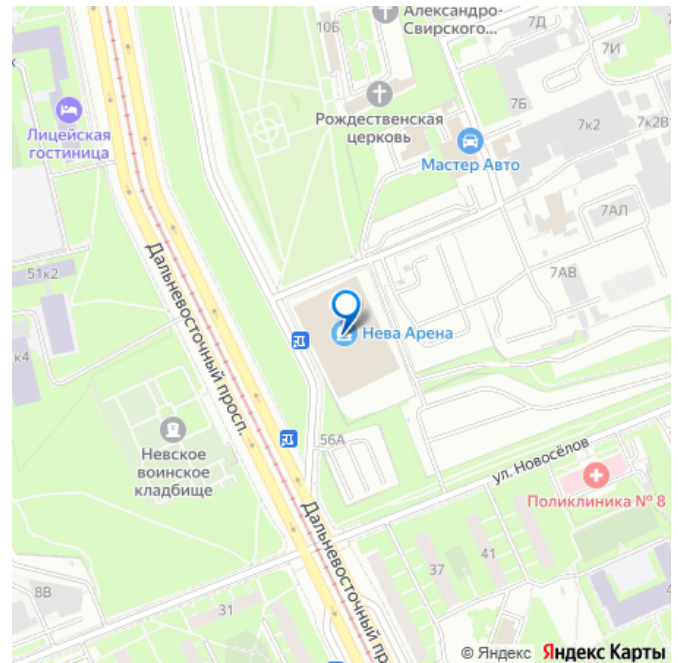 Александро-
Свирского...
10Б
7Д
7И
Рождественская
церковь
7Б
7к2
7к2В
Лицейская
гостиница
Мастер Авто
7АЛ
Дальневосточный просп.
51к2
7АВ
Нева Арена
к4
56А
Невское
воинское
кладбище
ул. Новосёлов
Поликлиника № 8
Дальневосточный пр
41
37
8В
31
4
© Яндекс Яндекс Карты